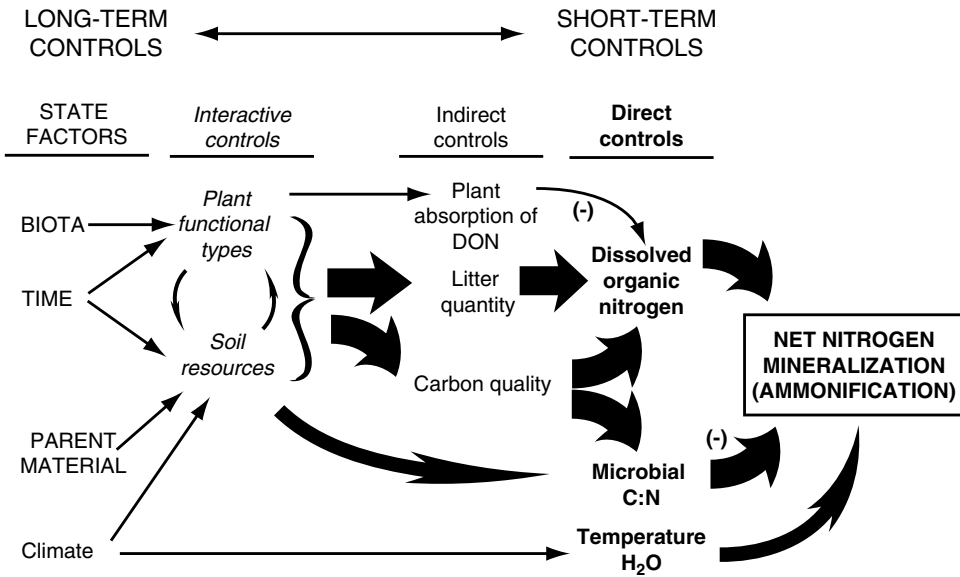 LONG-TERM
CONTROLS
SHORT-TERM
CONTROLS
STATE
FACTORS
Interactive
controls
Indirect
controls
Direct
controls
BIOTA
TIME
PARENT
MATERIAL
Climate
Plant
functional
types
Soil
resources
Plant
absorption of
DON
Litter
quantity
Carbon quality
(-)
Dissolved
organic
nitrogen
Microbial
C:N
(-)
Temperature
H₂O
NET NITROGEN
MINERALIZATION
(AMMONIFICATION)